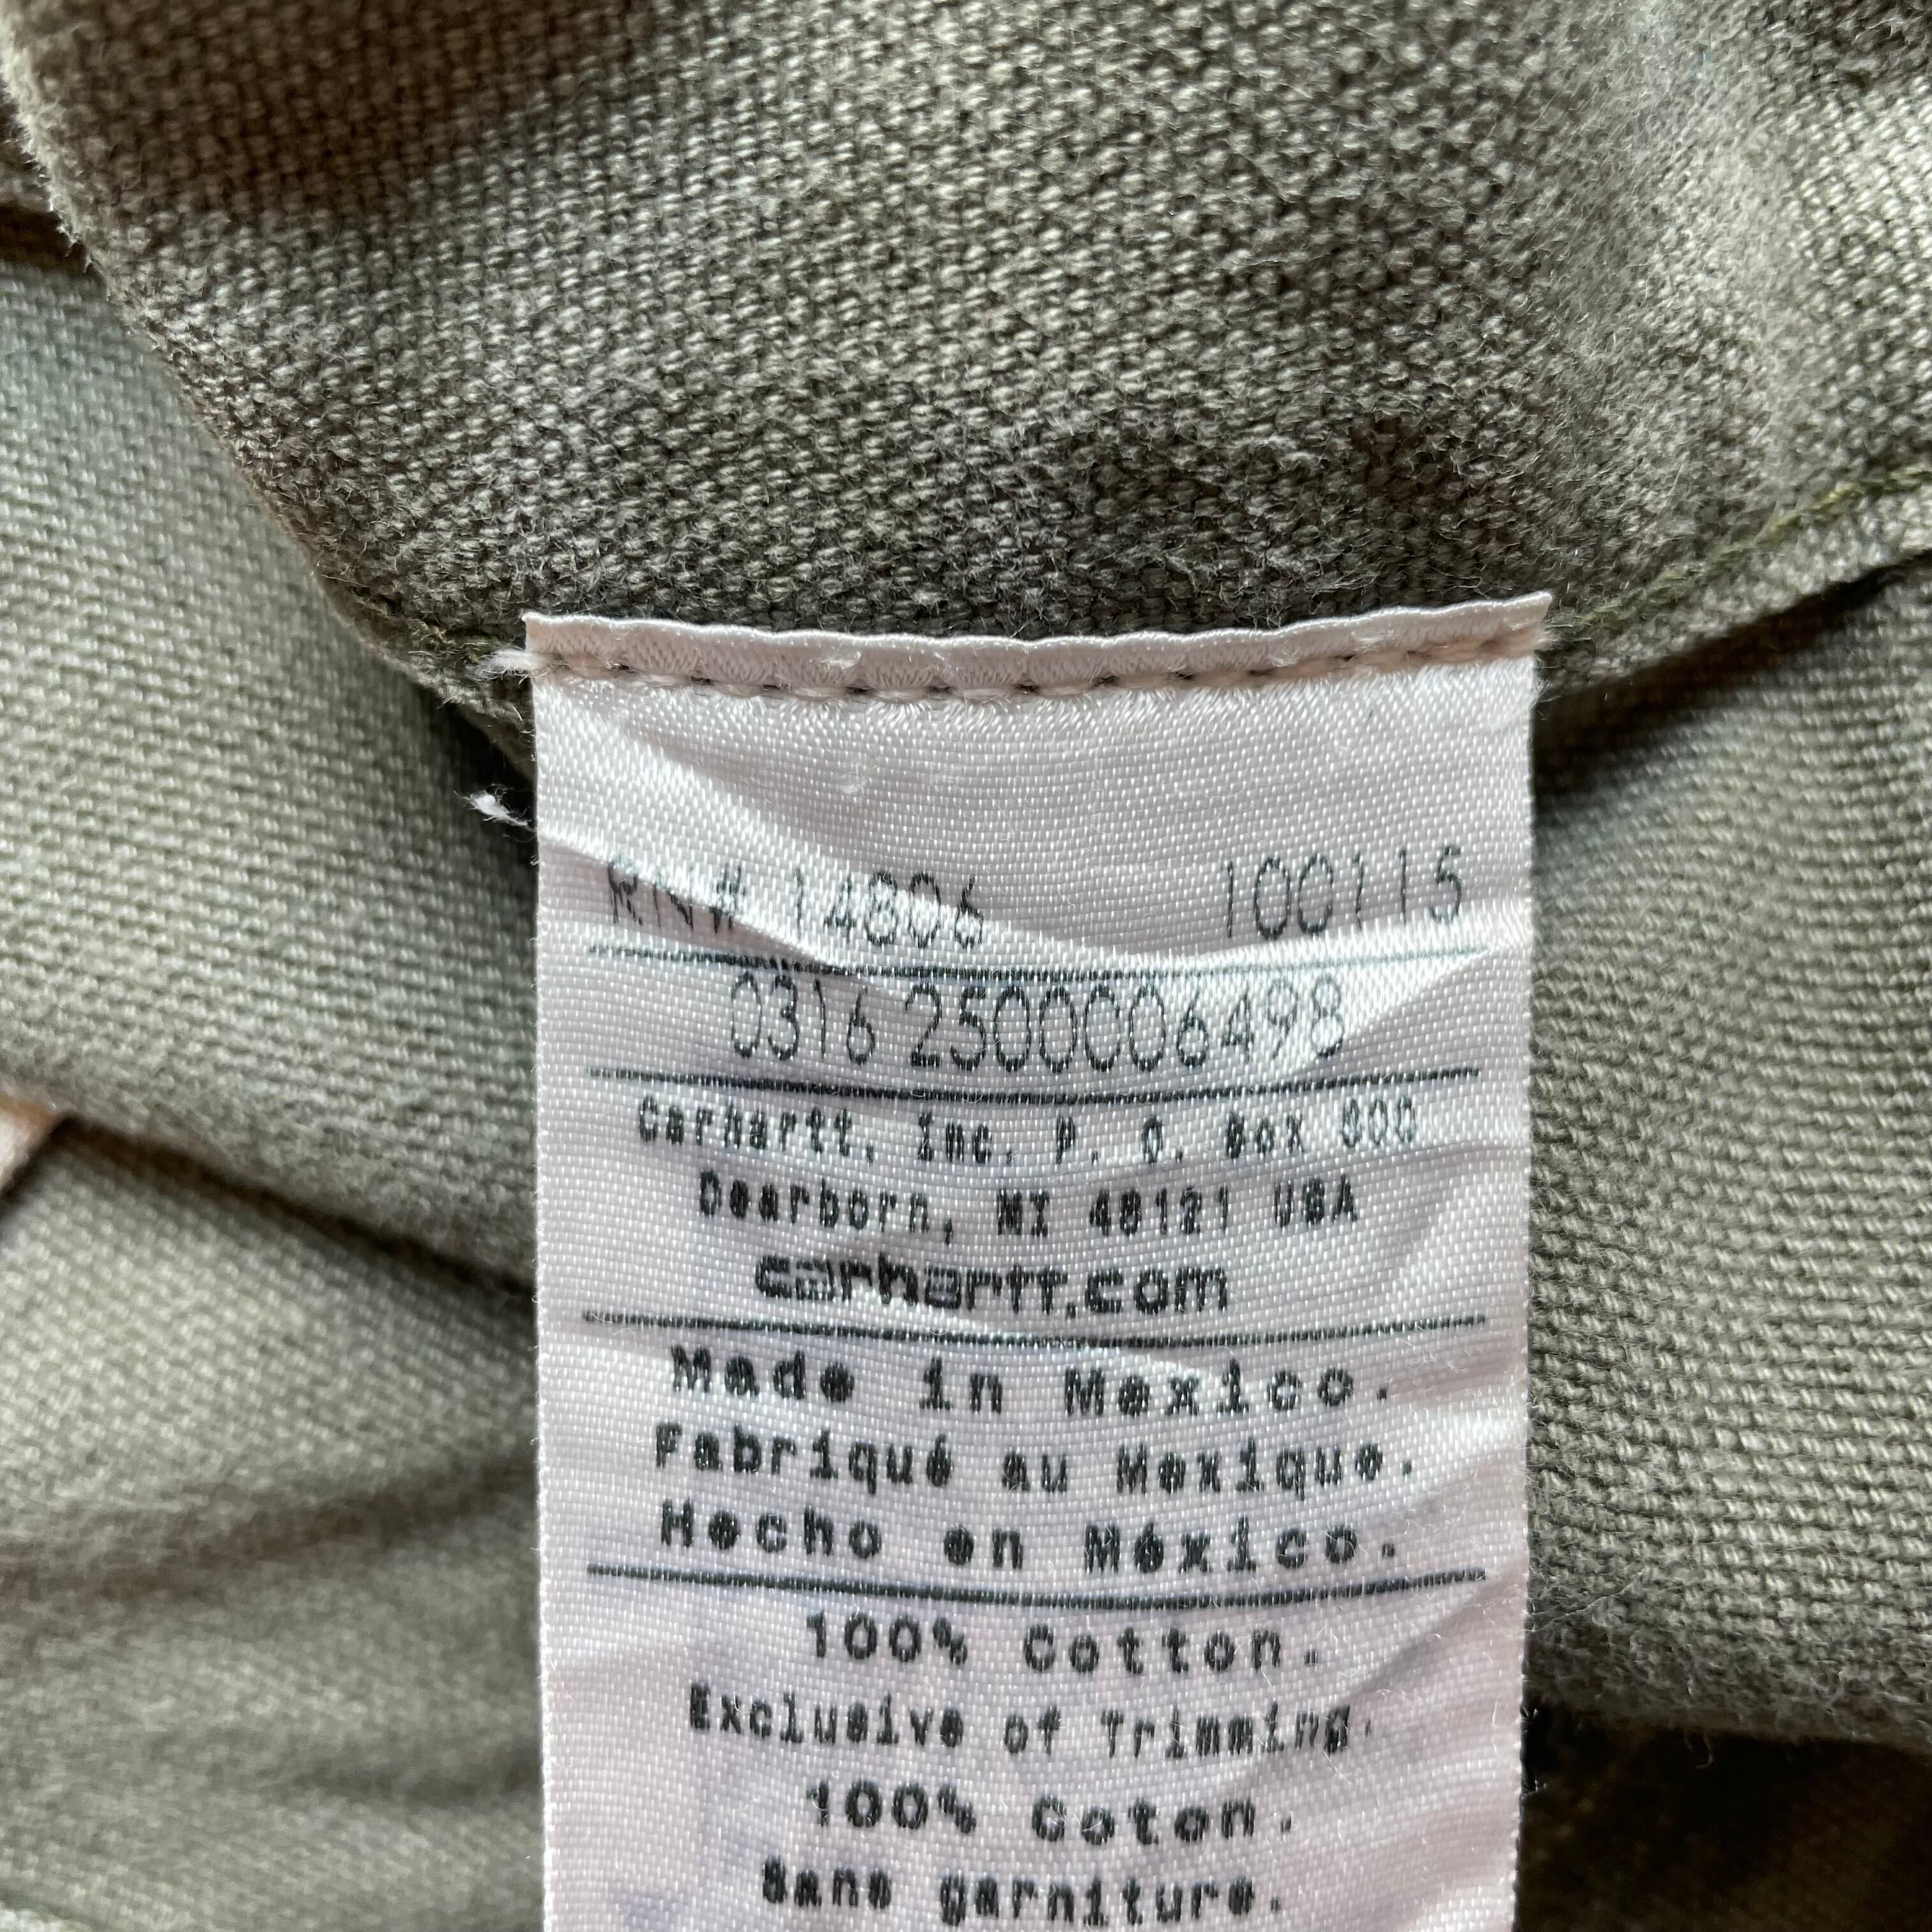 RN# 14806 100115
0316 2500006498
Carhartt, Inc. P. O. Box 600
Dearborn, MI 48121 USA
carhartt.com
Made in Mexico.
Fabriqué au Mexique.
Hecho en México.
100% Cotton.
Exclusive of Trimming.
100% Coton.
Sans garniture.